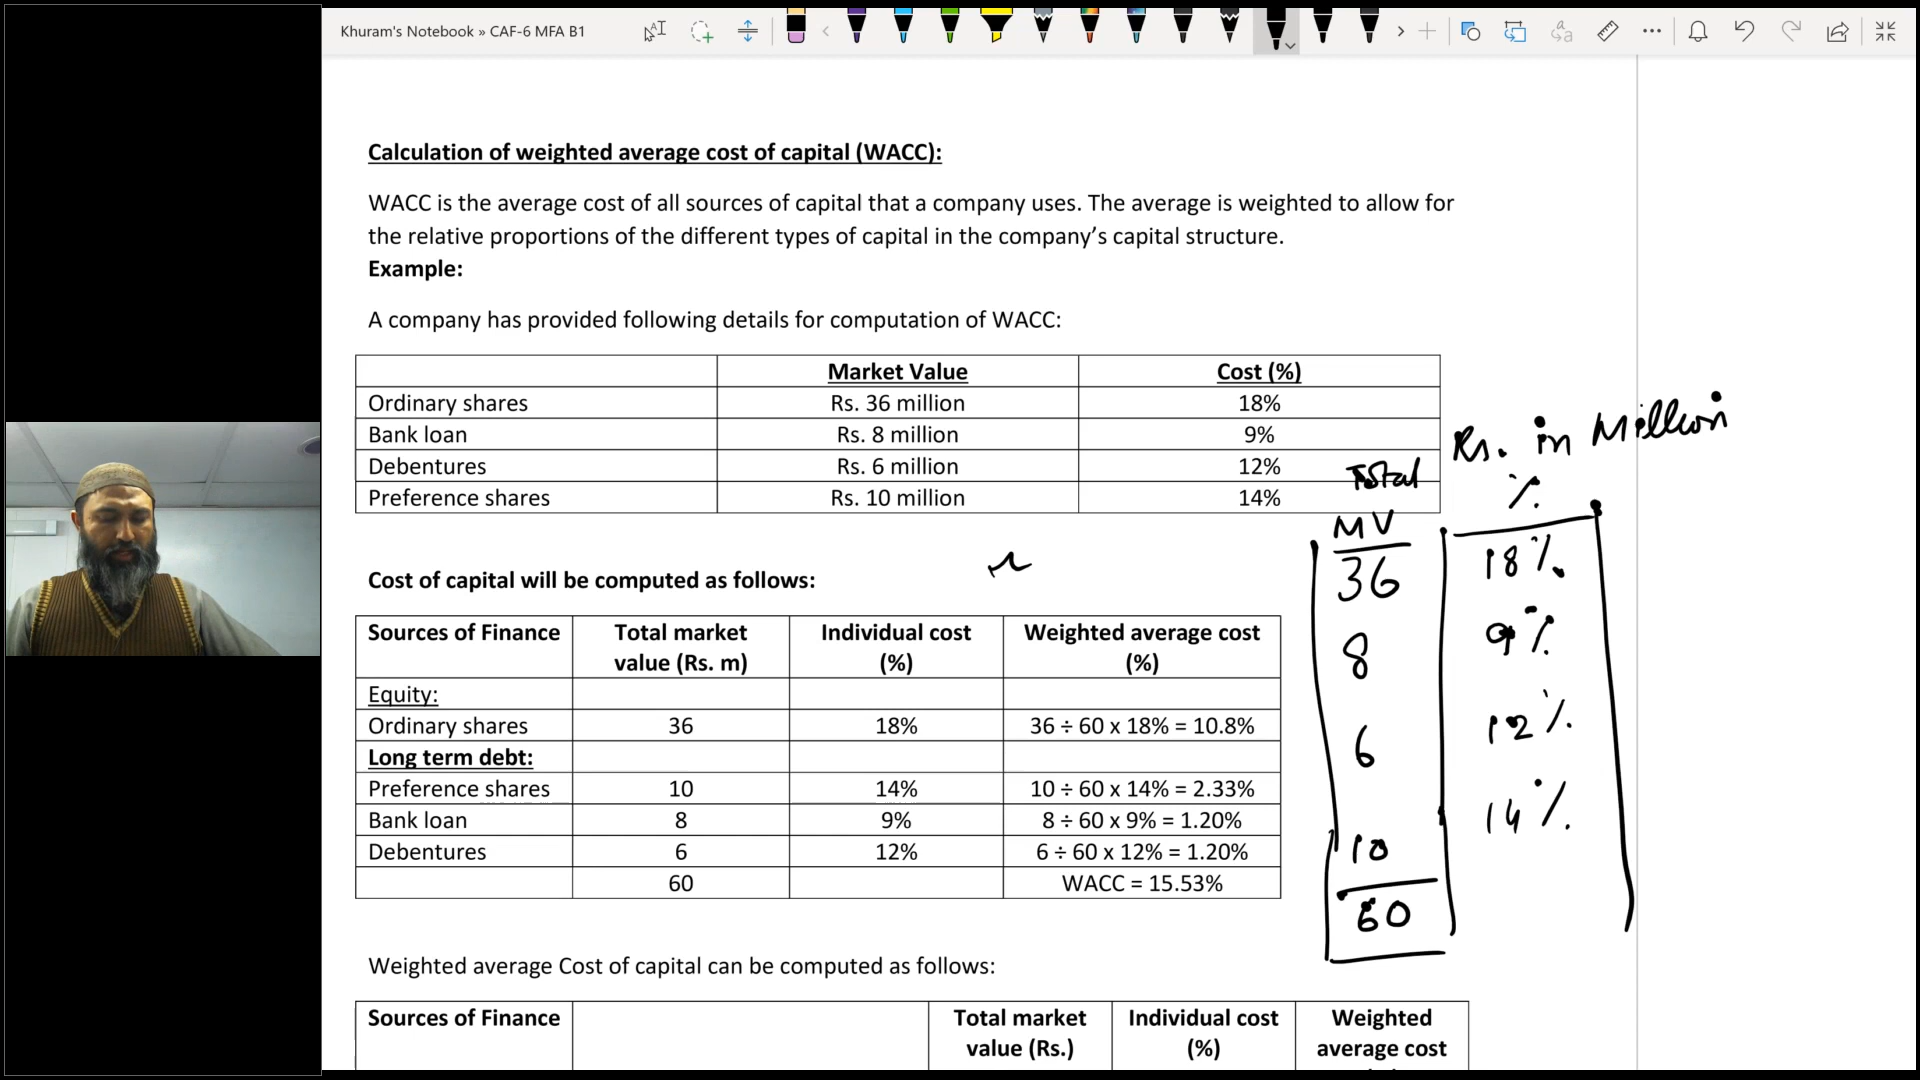 Khuram's Notebook » CAF-6 MFA B1
Calculation of weighted average cost of capital (WACC):
WACC is the average cost of all sources of capital that a company uses. The average is weighted to allow for
the relative proportions of the different types of capital in the company's capital structure.
Example:
A company has provided following details for computation of WACC:
Market Value Cost (%)
Ordinary shares Rs. 36 million 18%
Bank loan Rs. 8 million 9%
Debentures Rs. 6 million 12%
Preference shares Rs. 10 million 14%
Cost of capital will be computed as follows:
Sources of Finance Total market Individual cost Weighted average cost
value (Rs. m) (%) (%)
Equity:
Ordinary shares 36 18% 36 ÷ 60 x 18% = 10.8%
Long term debt:
Preference shares 10 14% 10 ÷ 60 x 14% = 2.33%
Bank loan 8 9% 8 ÷ 60 x 9% = 1.20%
Debentures 6 12% 6 ÷ 60 x 12% = 1.20%
60 WACC = 15.53%
Rs. in Million
Total %
MV
36 18%
8 9%
6 12%
10 14%
60
Weighted average Cost of capital can be computed as follows:
Sources of Finance Total market Individual cost Weighted
value (Rs.) (%) average cost